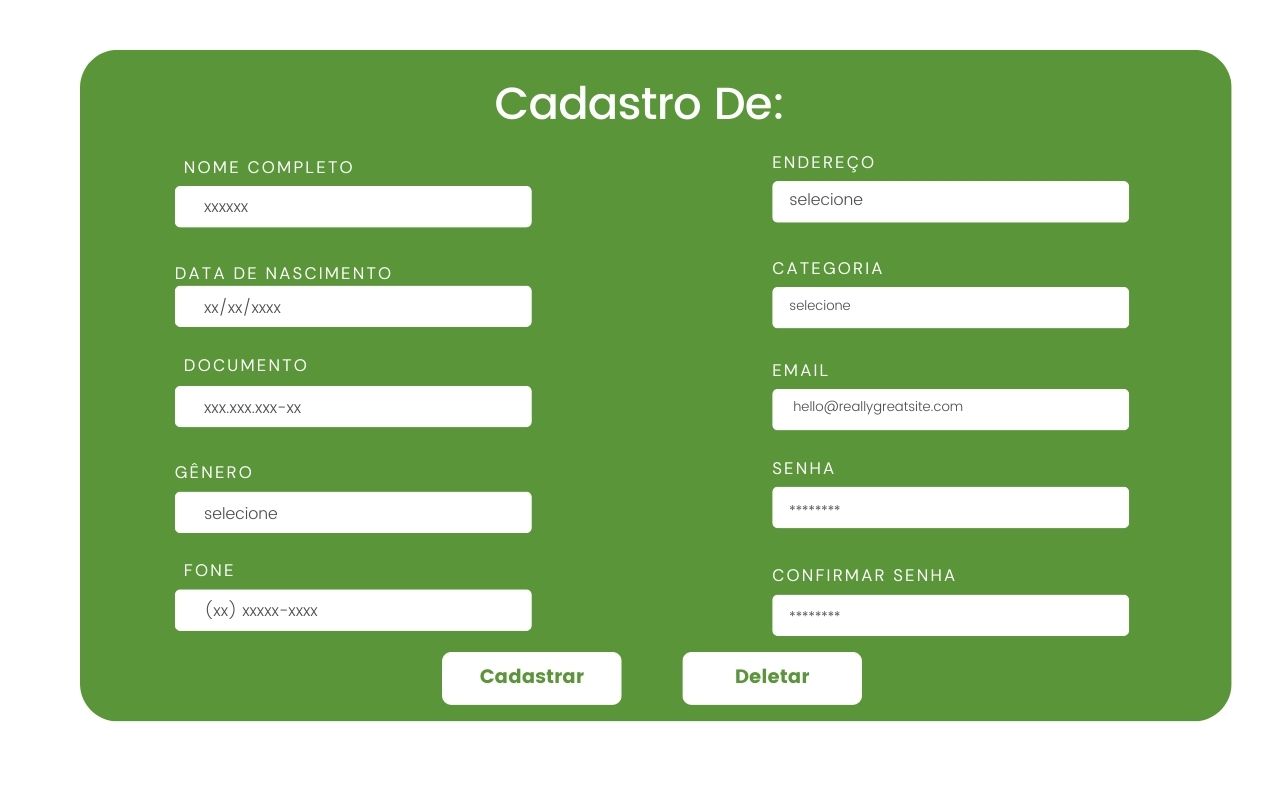 Cadastro De:
NOME COMPLETO
xxxxxx
DATA DE NASCIMENTO
xx/xx/xxxx
DOCUMENTO
xxx.xxx.xxx-xx
GÊNERO
selecione
FONE
(xx) xxxxx-xxxx
ENDEREÇO
selecione
CATEGORIA
selecione
EMAIL
hello@reallygreatsite.com
SENHA
********
CONFIRMAR SENHA
********
Cadastrar
Deletar